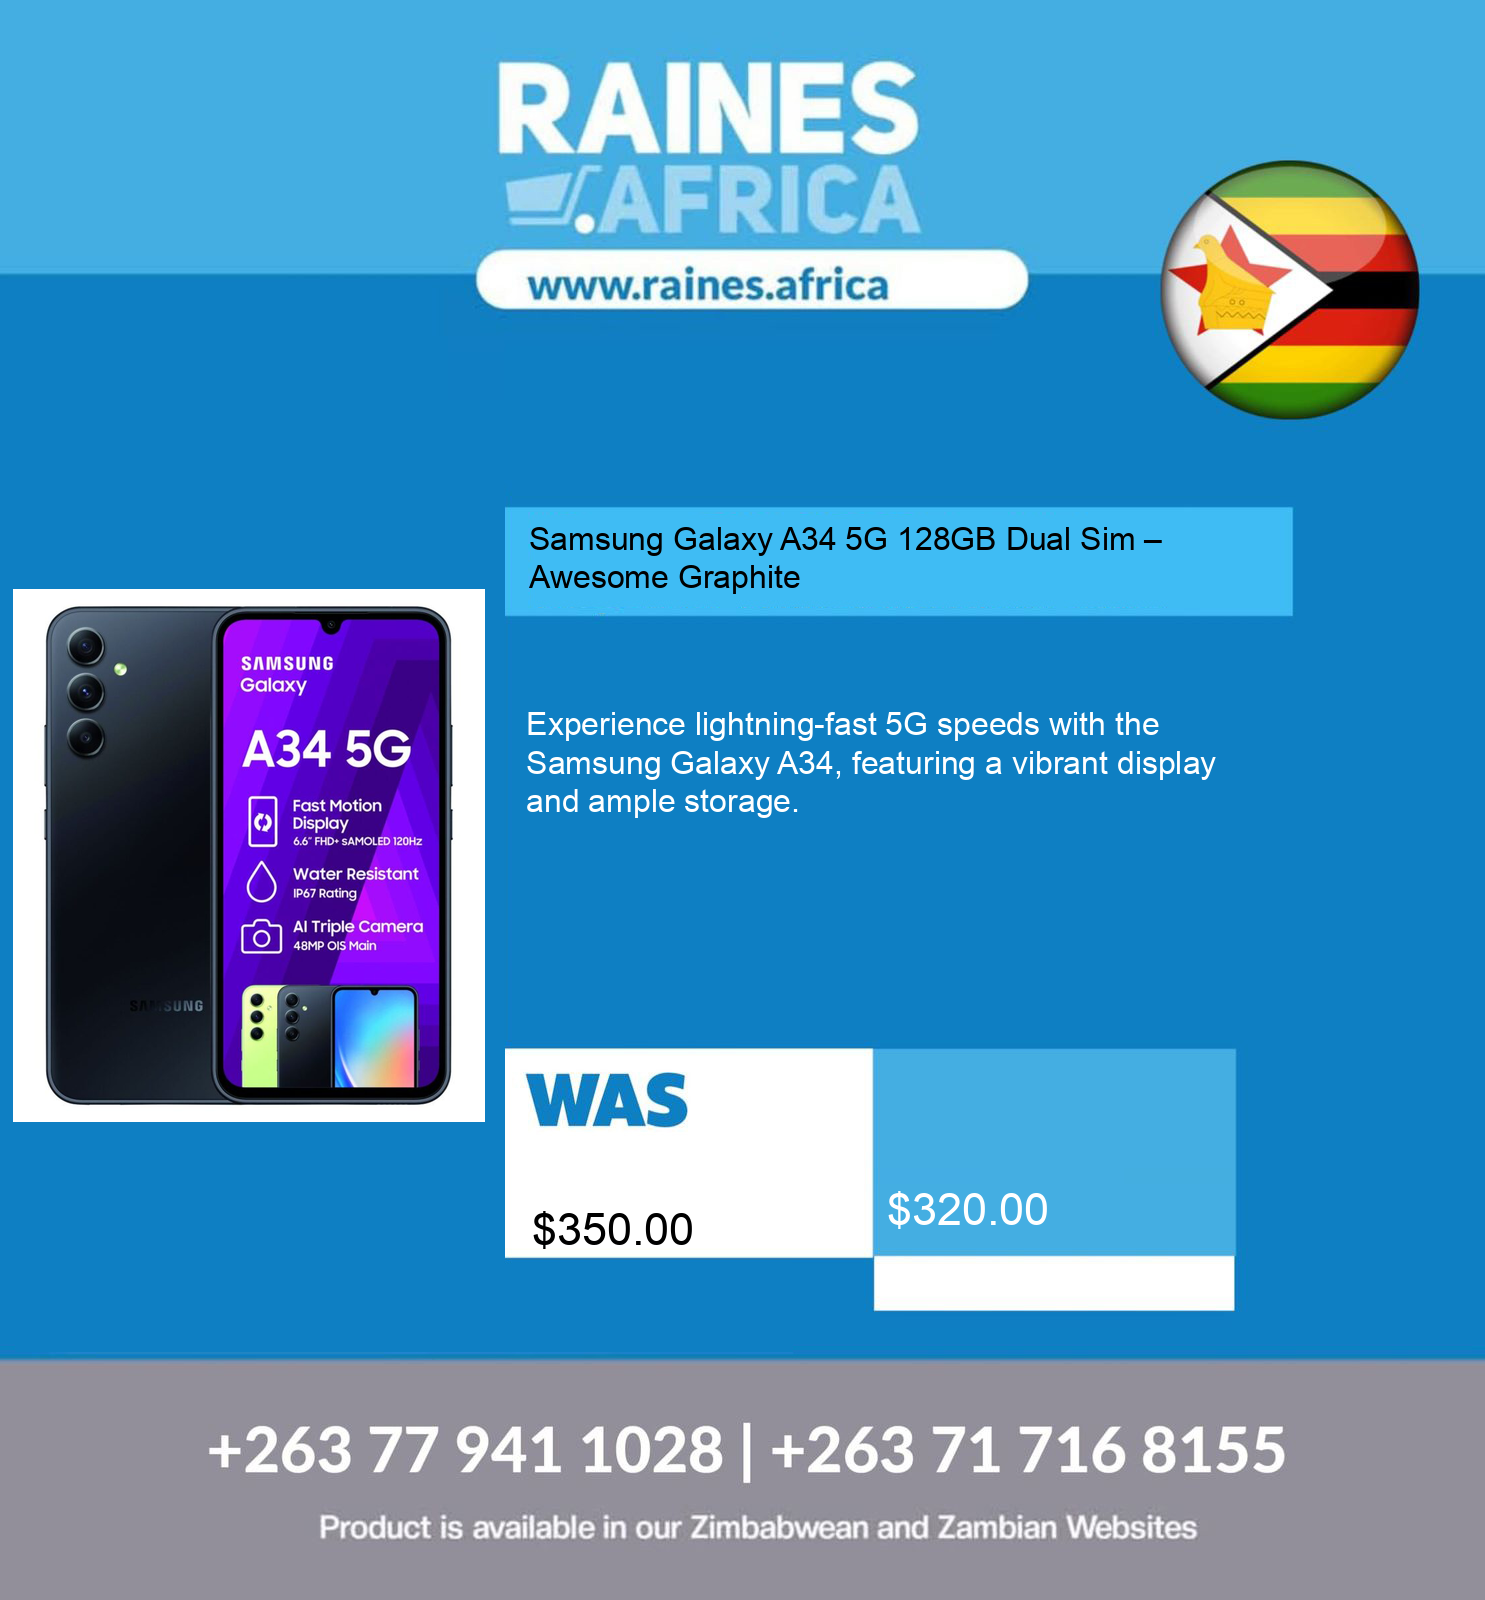 RAINES
.AFRICA
www.raines.africa
Samsung Galaxy A34 5G 128GB Dual Sim –
Awesome Graphite
SAMSUNG
Galaxy
A34 5G
Fast Motion
Display
6.6" FHD+ sAMOLED 120Hz
Water Resistant
IP67 Rating
AI Triple Camera
48MP OIS Main
SAMSUNG
Experience lightning-fast 5G speeds with the
Samsung Galaxy A34, featuring a vibrant display
and ample storage.
WAS
$350.00
$320.00
+263 77 941 1028 | +263 71 716 8155
Product is available in our Zimbabwean and Zambian Websites